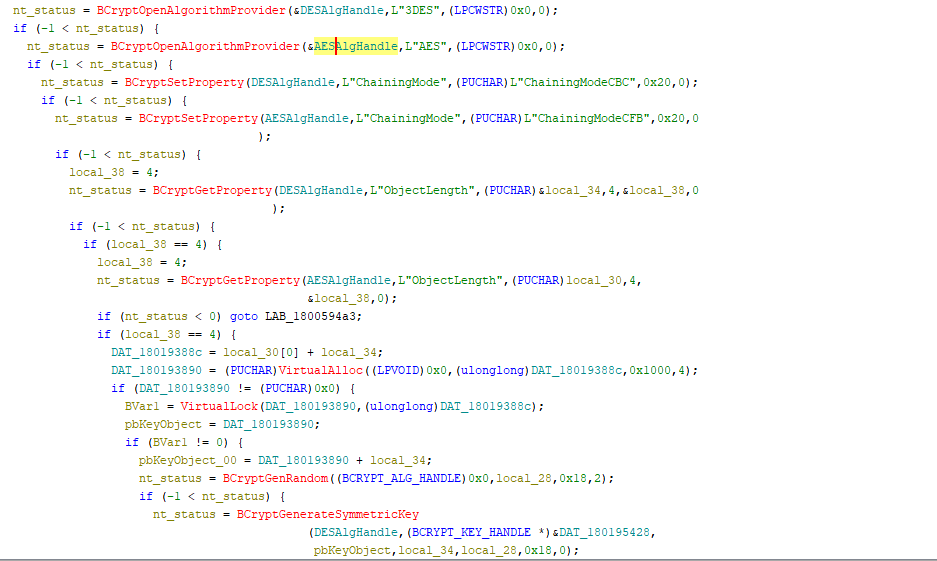 nt_status = BCryptOpenAlgorithmProvider(&DESAlgHandle,L"3DES",(LPCWSTR)0x0,0);
if (-1 < nt_status) {
nt_status = BCryptOpenAlgorithmProvider(&AESAlgHandle,L"AES",(LPCWSTR)0x0,0);
if (-1 < nt_status) {
nt_status = BCryptSetProperty(DESAlgHandle,L"ChainingMode",(PUCHAR)L"ChainingModeCBC",0x20,0);
if (-1 < nt_status) {
nt_status = BCryptSetProperty(AESAlgHandle,L"ChainingMode",(PUCHAR)L"ChainingModeCFB",0x20,0
);
if (-1 < nt_status) {
local_38 = 4;
nt_status = BCryptGetProperty(DESAlgHandle,L"ObjectLength",(PUCHAR)&local_34,4,&local_38,0
);
if (-1 < nt_status) {
if (local_38 == 4) {
local_38 = 4;
nt_status = BCryptGetProperty(AESAlgHandle,L"ObjectLength",(PUCHAR)local_30,4,
&local_38,0);
if (nt_status < 0) goto LAB_1800594a3;
if (local_38 == 4) {
DAT_18019388c = local_30[0] + local_34;
DAT_180193890 = (PUCHAR)VirtualAlloc((LPVOID)0x0,(ulonglong)DAT_18019388c,0x1000,4);
if (DAT_180193890 != (PUCHAR)0x0) {
BVar1 = VirtualLock(DAT_180193890,(ulonglong)DAT_18019388c);
pbKeyObject = DAT_180193890;
if (BVar1 != 0) {
pbKeyObject_00 = DAT_180193890 + local_34;
nt_status = BCryptGenRandom((BCRYPT_ALG_HANDLE)0x0,local_28,0x18,2);
if (-1 < nt_status) {
nt_status = BCryptGenerateSymmetricKey
(DESAlgHandle,(BCRYPT_KEY_HANDLE *)&DAT_180195428,
pbKeyObject,local_34,local_28,0x18,0);